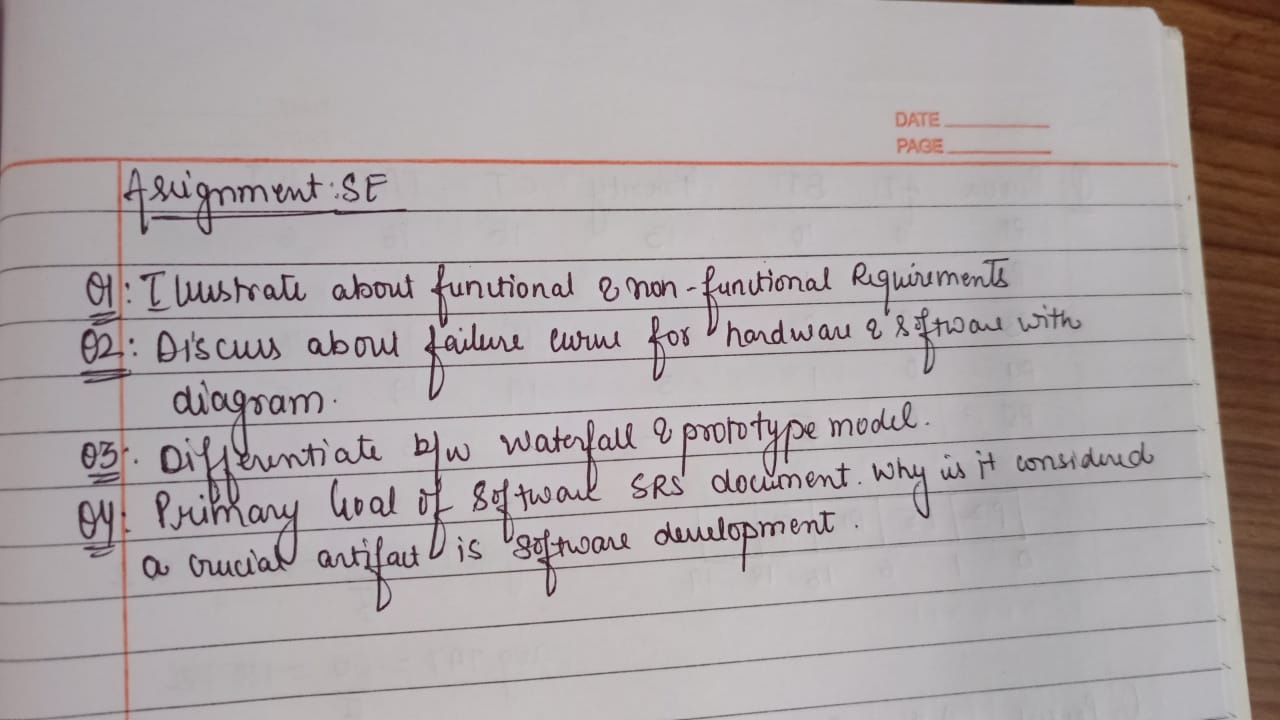 DATE
PAGE
Assignment: SE
Q1: Illustrate about functional & non-functional Requirements
Q2: Discuss about failure curve for hardware & software with
diagram.
Q3: Differentiate b/w waterfall & prototype model.
Q4: Primary Goal of Software SRS document. Why is it considered
a crucial artifact is software development.